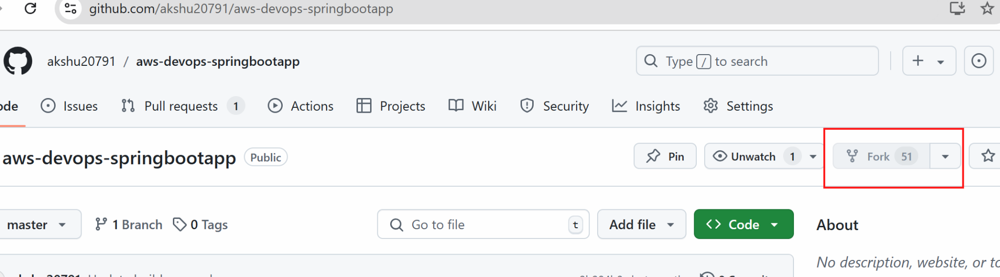 github.com/akshu20791/aws-devops-springbootapp
akshu20791 / aws-devops-springbootapp
Type / to search
Issues Pull requests 1 Actions Projects Wiki Security Insights Settings
aws-devops-springbootapp Public
Pin Unwatch 1 Fork 51
master 1 Branch 0 Tags Go to file t Add file Code About
No description, website, or